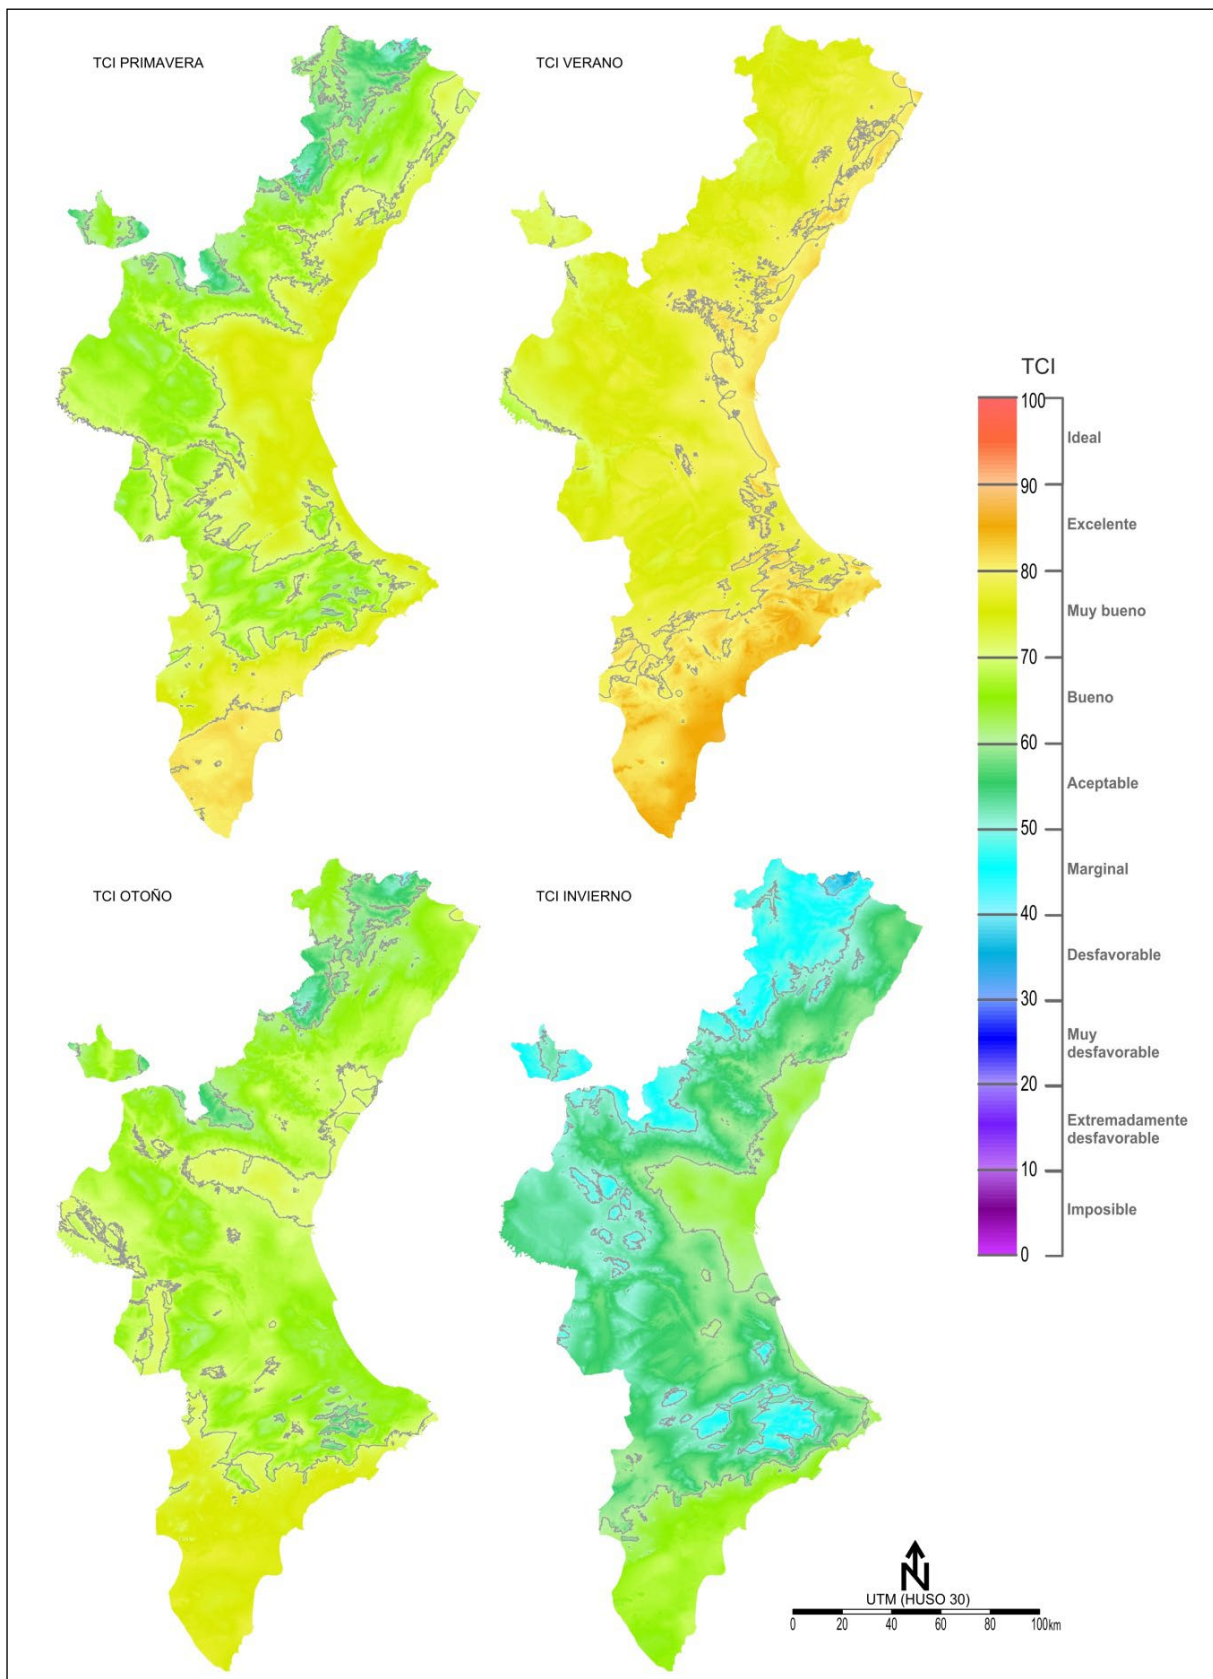 TCI PRIMAVERA
TCI VERANO
TCI
100
Ideal
90
Excelente
80
Muy bueno
70
Bueno
60
Aceptable
50
Marginal
40
Desfavorable
30
Muy
desfavorable
20
Extremadamente
desfavorable
10
Imposible
0
TCI OTOÑO
TCI INVIERNO
N
UTM (HUSO 30)
0 20 40 60 80 100km